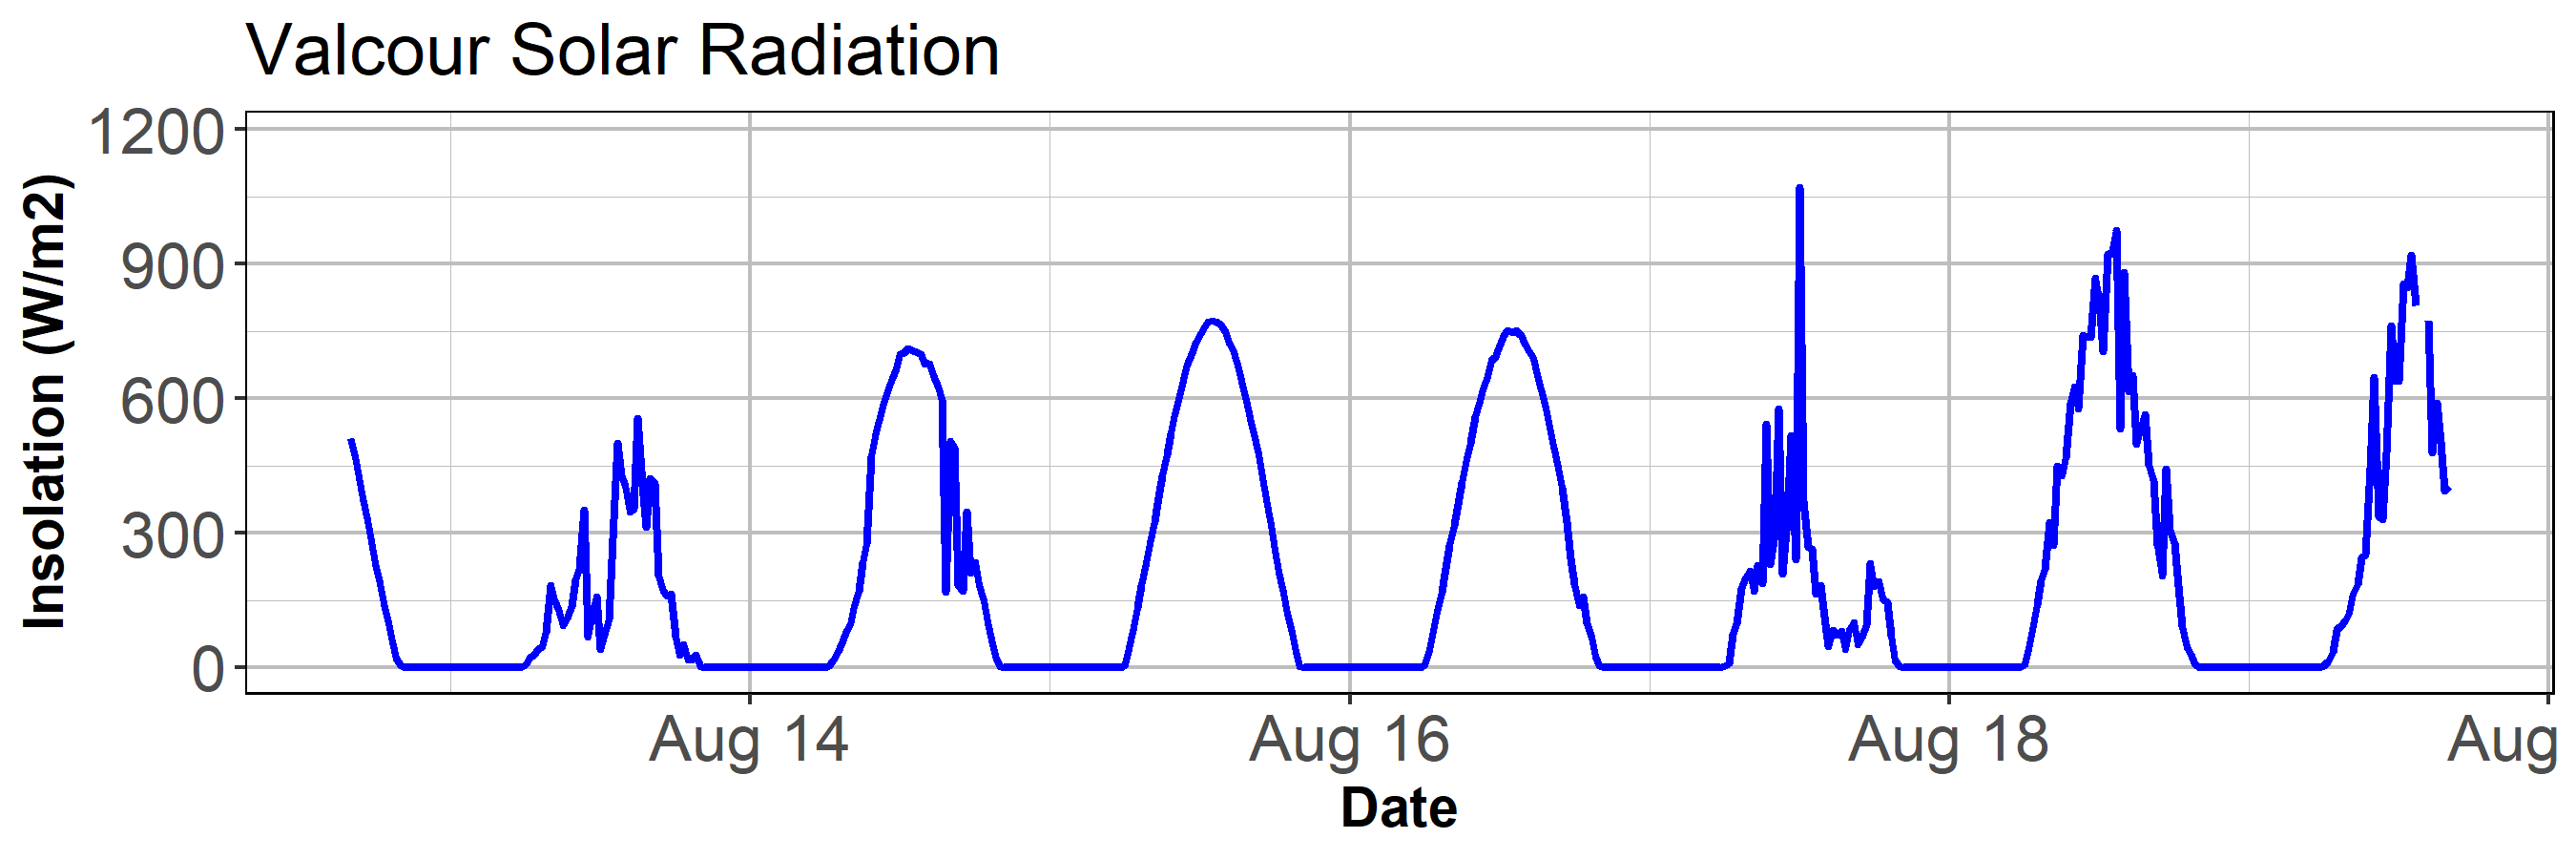 Valcour Solar Radiation
1200
900
600
300
0
Insolation (W/m2)
Aug 14
Aug 16
Aug 18
Aug
Date